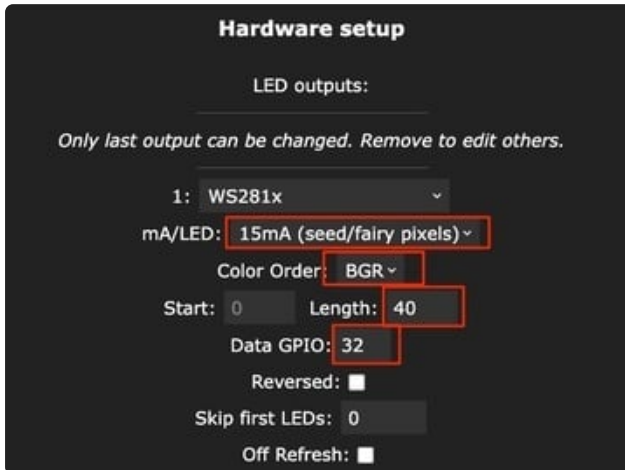 Hardware setup
LED outputs:
Only last output can be changed. Remove to edit others.
1: WS281x
mA/LED: 15mA (seed/fairy pixels)
Color Order: BGR
Start: 0 Length: 40
Data GPIO: 32
Reversed:
Skip first LEDs: 0
Off Refresh: